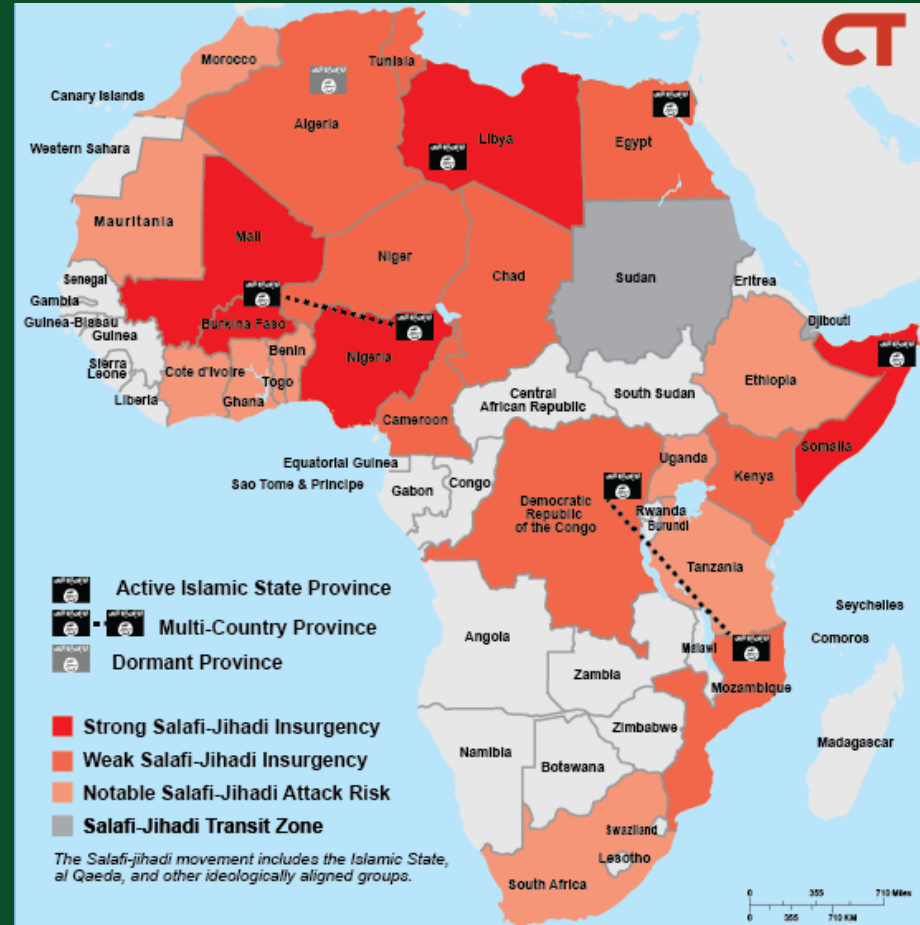 CT
Morocco
Tunisia
Canary Islands
Algeria
Libya
Egypt
Western Sahara
Mauritania
Mali
Niger
Chad
Sudan
Senegal
Eritrea
Gambia
Guinea-Bissau
Burkina Faso
Djibouti
Guinea
Nigeria
Benin
Sierra
Leone
Cote d'Ivoire
Togo
Ethiopia
Liberia
Ghana
Central
African Republic
South Sudan
Cameroon
Somalia
Equatorial Guinea
Uganda
Kenya
Sao Tome & Principe
Gabon
Congo
Democratic
Republic
of the Congo
Rwanda
Burundi
Tanzania
Active Islamic State Province
Seychelles
Multi-Country Province
Angola
Malawi
Comoros
Dormant Province
Zambia
Mozambique
Strong Salafi-Jihadi Insurgency
Zimbabwe
Madagascar
Weak Salafi-Jihadi Insurgency
Namibia
Botswana
Notable Salafi-Jihadi Attack Risk
Salafi-Jihadi Transit Zone
Swaziland
The Salafi-jihadi movement includes the Islamic State,
al Qaeda, and other ideologically aligned groups.
Lesotho
South Africa
0 355 710 Miles
0 355 710 KM